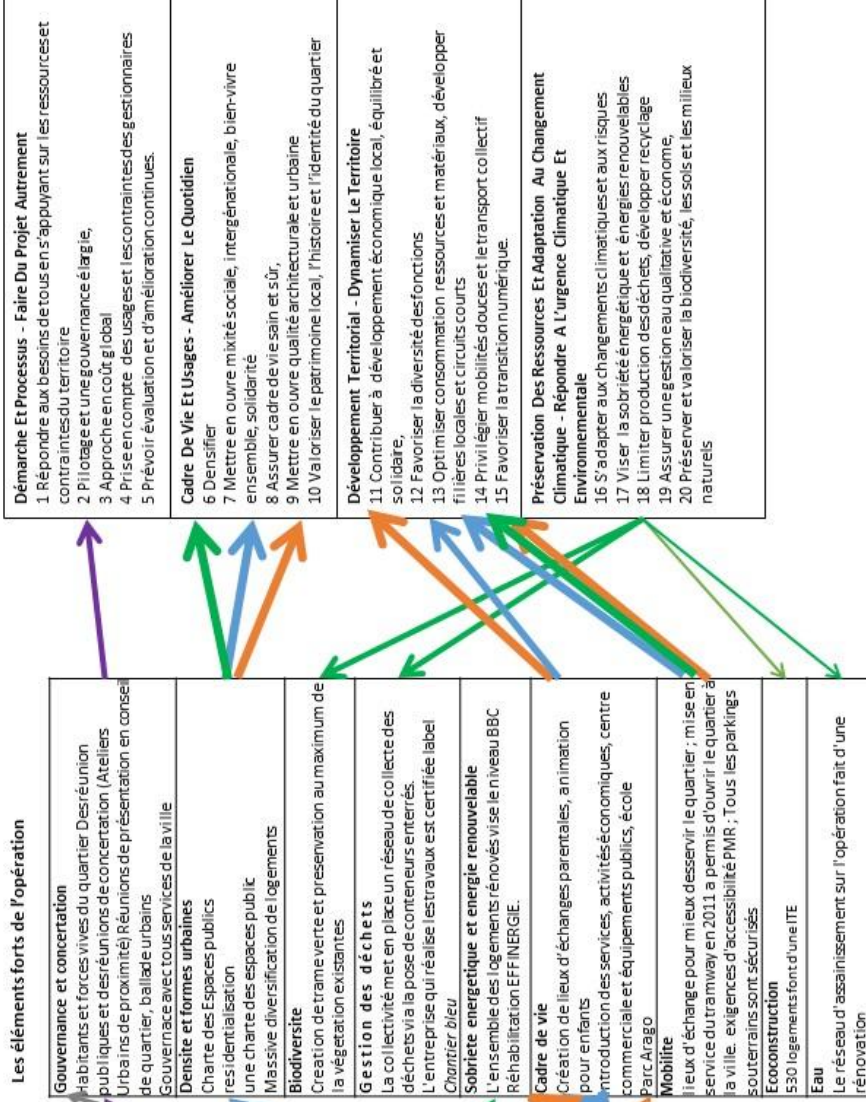 Les éléments forts de l'opération
Gouvernance et concertation
Habitants et forces vives du quartier Desréunion
publiques et desréunions de concertation (Ateliers
Urbains de proximité) Réunions de présentation en conseil
de quartier, ballade urbains
Gouvernace avec tous services de la ville
Densite et formes urbaines
Charte des Espaces publics
residentialisation
une charte des espaces public
Massive diversification de logements
Biodiversite
Creation de trame verte et preservation au maximum de
la végetation existantes
Gestion des déchets
La collectivité met en place un réseau de collecte des
déchets via la pose de conteneurs enterrés.
L'entreprise qui réalise les travaux est certifiée label
Chantier bleu
Sobriete energetique et energie renouvelable
L'ensemble des logements rénovés vise le niveau BBC
Réhabilitation EFFINERGIE.
Cadre de vie
Création de lieux d'échanges parentales, animation
pour enfants
ntroduction des services, activités économiques, centre
commerciale et équipements publics, école
Parc Arago
Mobilite
lieux d'échange pour mieux desservir le quartier ; mise en
service du tramway en 2011 a permis d'ouvrir le quartier à
la ville. exigences d'accessibilité PMR ; Tous les parkings
souterrains sont sécurisés
Ecoconstruction
530 logements font d'une ITE
Eau
Le réseau d'assainissement sur l'opération fait d'une
rénovation
Démarche Et Processus - Faire Du Projet Autrement
1 Répondre aux besoins de tous en s'appuyant sur les ressources et
contraintes du territoire
2 Pilotage et une gouvernance élargie,
3 Approche en coût global
4 Prise en compte des usages et les contraintes des gestionnaires
5 Prévoir évaluation et d'amélioration continues.
Cadre De Vie Et Usages - Améliorer Le Quotidien
6 Densifier
7 Mettre en ouvre mixité sociale, intergénationale, bien-vivre
ensemble, solidarité
8 Assurer cadre de vie sain et sûr,
9 Mettre en ouvre qualité architecturale et urbaine
10 Valoriser le patrimoine local, l'histoire et l'identité du quartier
Développement Territorial - Dynamiser Le Territoire
11 Contribuer à développement économique local, équilibré et
solidaire,
12 Favoriser la diversité des fonctions
13 Optimiser consommation ressources et matériaux, développer
filières locales et circuits courts
14 Privilégier mobilités douces et le transport collectif
15 Favoriser la transition numérique.
Préservation Des Ressources Et Adaptation Au Changement
Climatique - Répondre A L'urgence Climatique Et
Environnementale
16 S'adapter aux changements climatiques et aux risques
17 Viser la sobriété énergétique et énergies renouvelables
18 Limiter production des déchets, développer recyclage
19 Assurer une gestion eau qualitative et économe,
20 Préserver et valoriser la biodiversité, les sols et les milieux
naturels